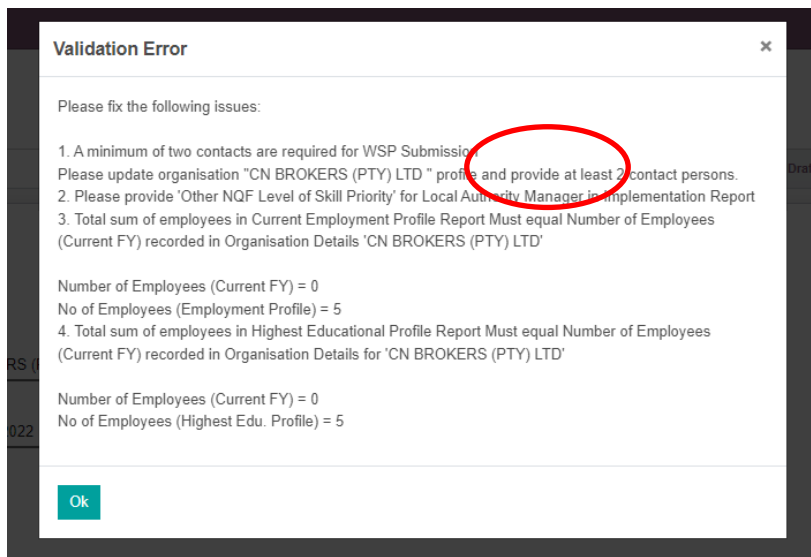 Validation Error
×
Please fix the following issues:
1. A minimum of two contacts are required for WSP Submission
Please update organisation "CN BROKERS (PTY) LTD " profile and provide at least 2 contact persons.
2. Please provide 'Other NQF Level of Skill Priority' for Local Authority Manager in Implementation Report
3. Total sum of employees in Current Employment Profile Report Must equal Number of Employees
(Current FY) recorded in Organisation Details 'CN BROKERS (PTY) LTD'
Number of Employees (Current FY) = 0
No of Employees (Employment Profile) = 5
4. Total sum of employees in Highest Educational Profile Report Must equal Number of Employees
(Current FY) recorded in Organisation Details for 'CN BROKERS (PTY) LTD'
Number of Employees (Current FY) = 0
No of Employees (Highest Edu. Profile) = 5
Ok